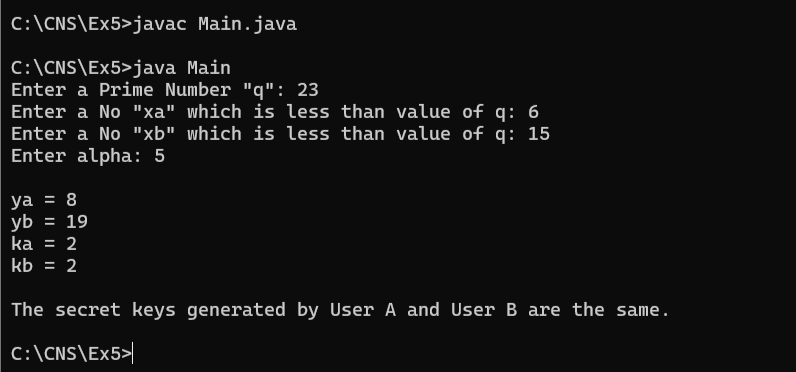 C:\CNS\Ex5>javac Main.java
C:\CNS\Ex5>java Main
Enter a Prime Number "q": 23
Enter a No "xa" which is less than value of q: 6
Enter a No "xb" which is less than value of q: 15
Enter alpha: 5
ya = 8
yb = 19
ka = 2
kb = 2
The secret keys generated by User A and User B are the same.
C:\CNS\Ex5>